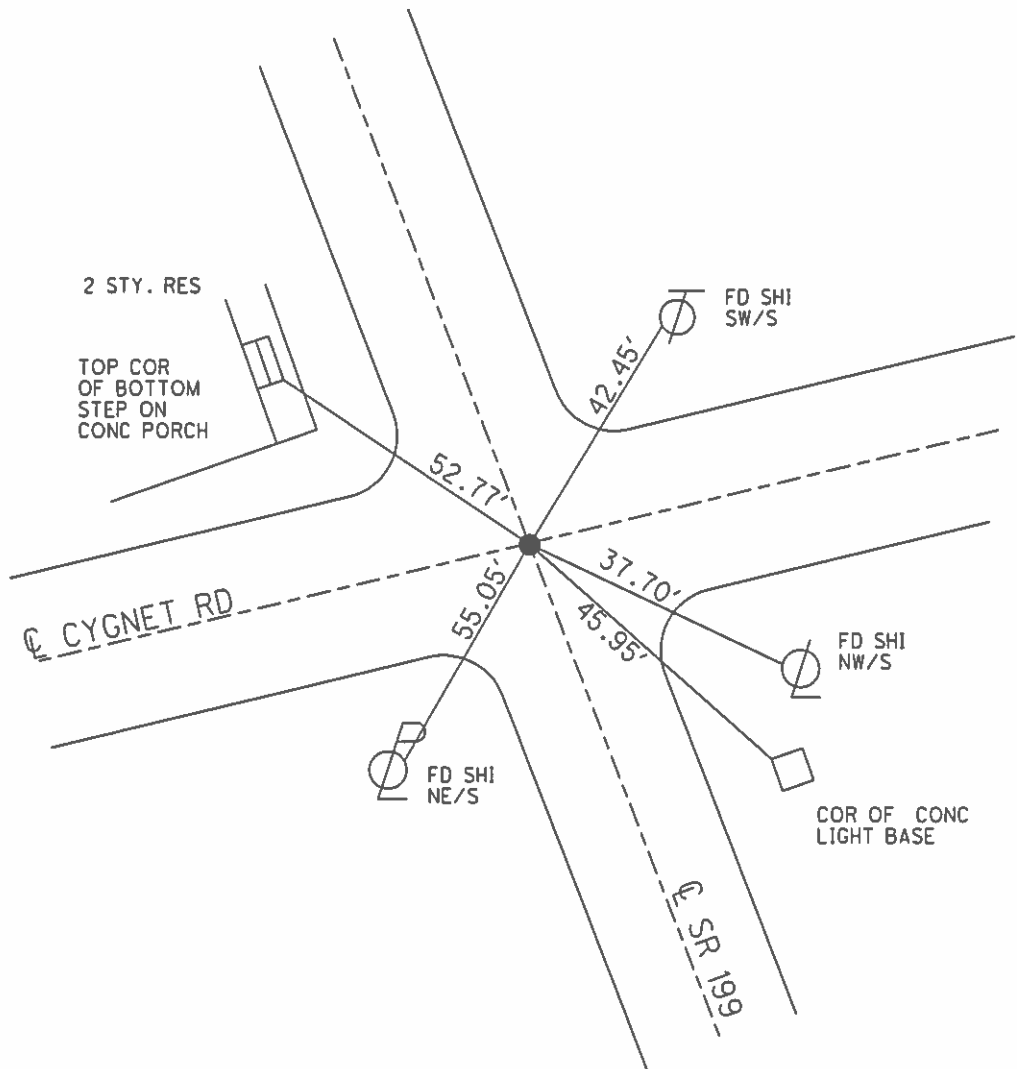 2 STY. RES
TOP COR
OF BOTTOM
STEP ON
CONC PORCH
FD SHI
SW/S
42.45'
52.77'
37.70'
45.95'
55.05'
℄ CYGNET RD
FD SHI
NW/S
FD SHI
NE/S
COR OF CONC
LIGHT BASE
℄ SR 199